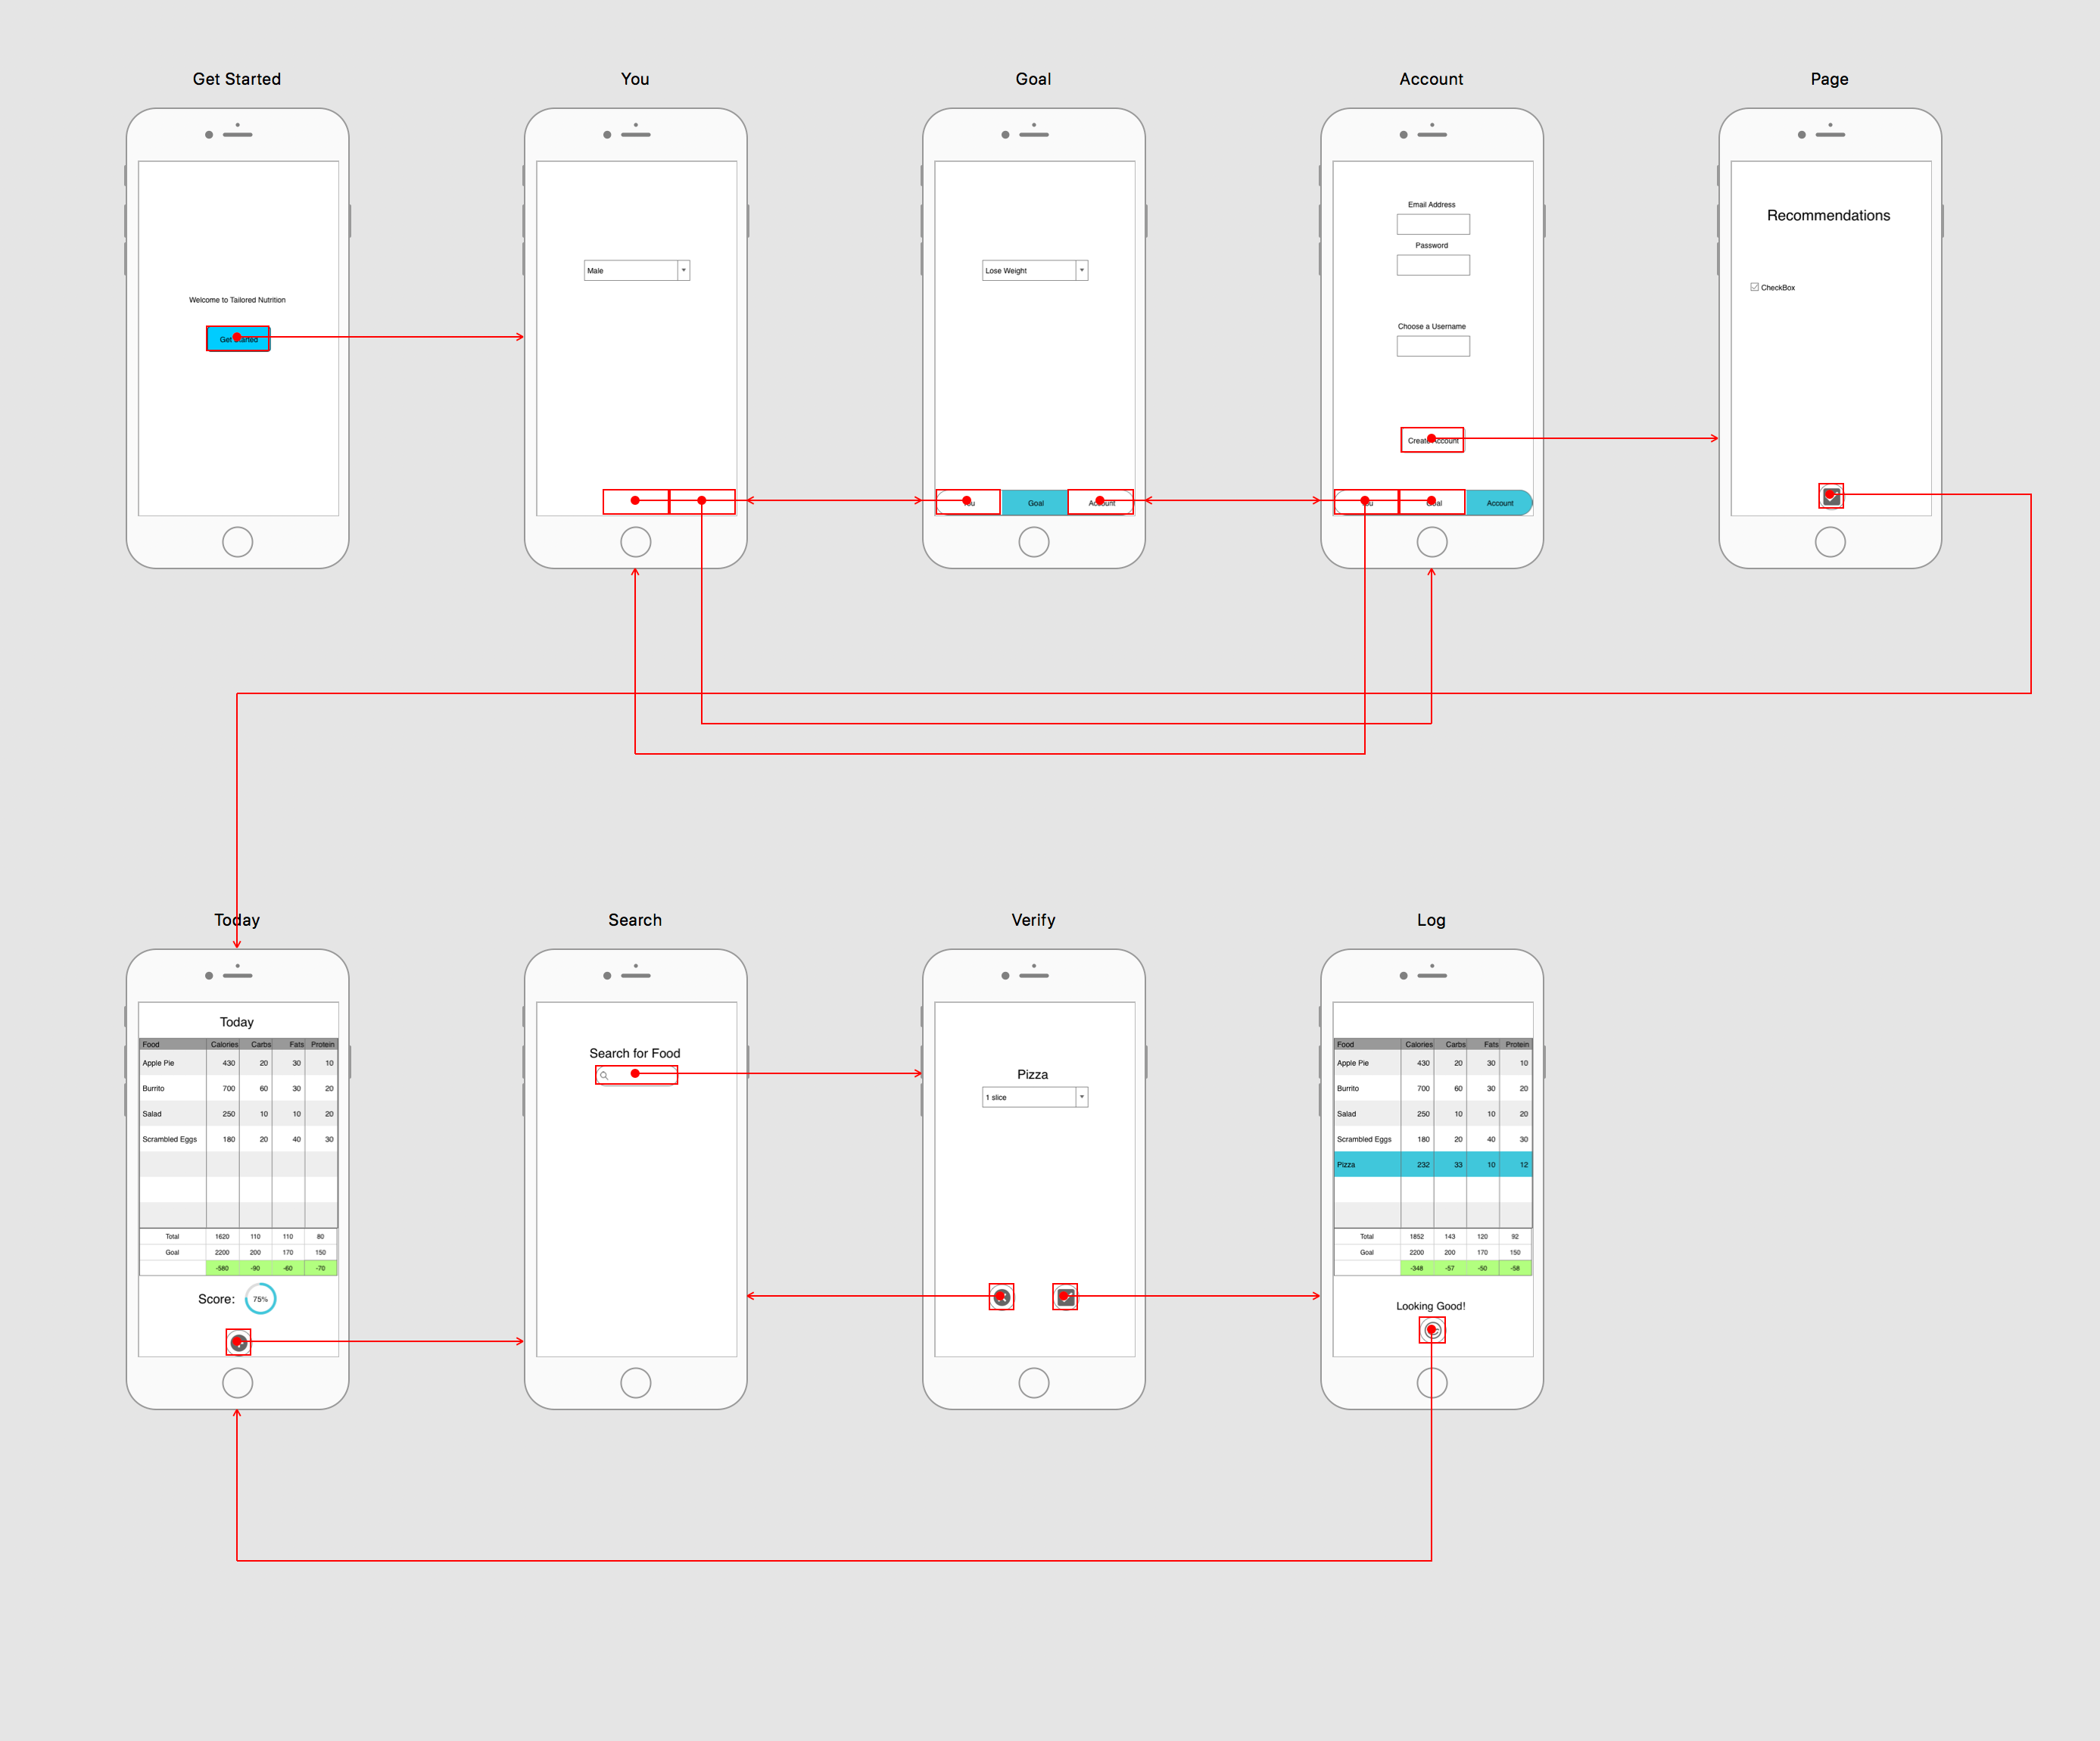 Get Started
You
Goal
Account
Page
Welcome to Tailored Nutrition
Get Started
Male
Lose Weight
You
Goal
Account
Email Address
Password
Choose a Username
Create Account
You
Goal
Account
Recommendations
CheckBox
Today
Search
Verify
Log
Today
Food Calories Carbs Fats Protein
Apple Pie 430 20 30 10
Burrito 700 60 30 20
Salad 250 10 10 20
Scrambled Eggs 180 20 40 30
Total 1620 110 110 80
Goal 2200 200 170 150
-580 -90 -60 -70
Score: 75%
Search for Food
Pizza
1 slice
Food Calories Carbs Fats Protein
Apple Pie 430 20 30 10
Burrito 700 60 30 20
Salad 250 10 10 20
Scrambled Eggs 180 20 40 30
Pizza 232 33 10 12
Total 1852 143 120 92
Goal 2200 200 170 150
-348 -57 -50 -58
Looking Good!